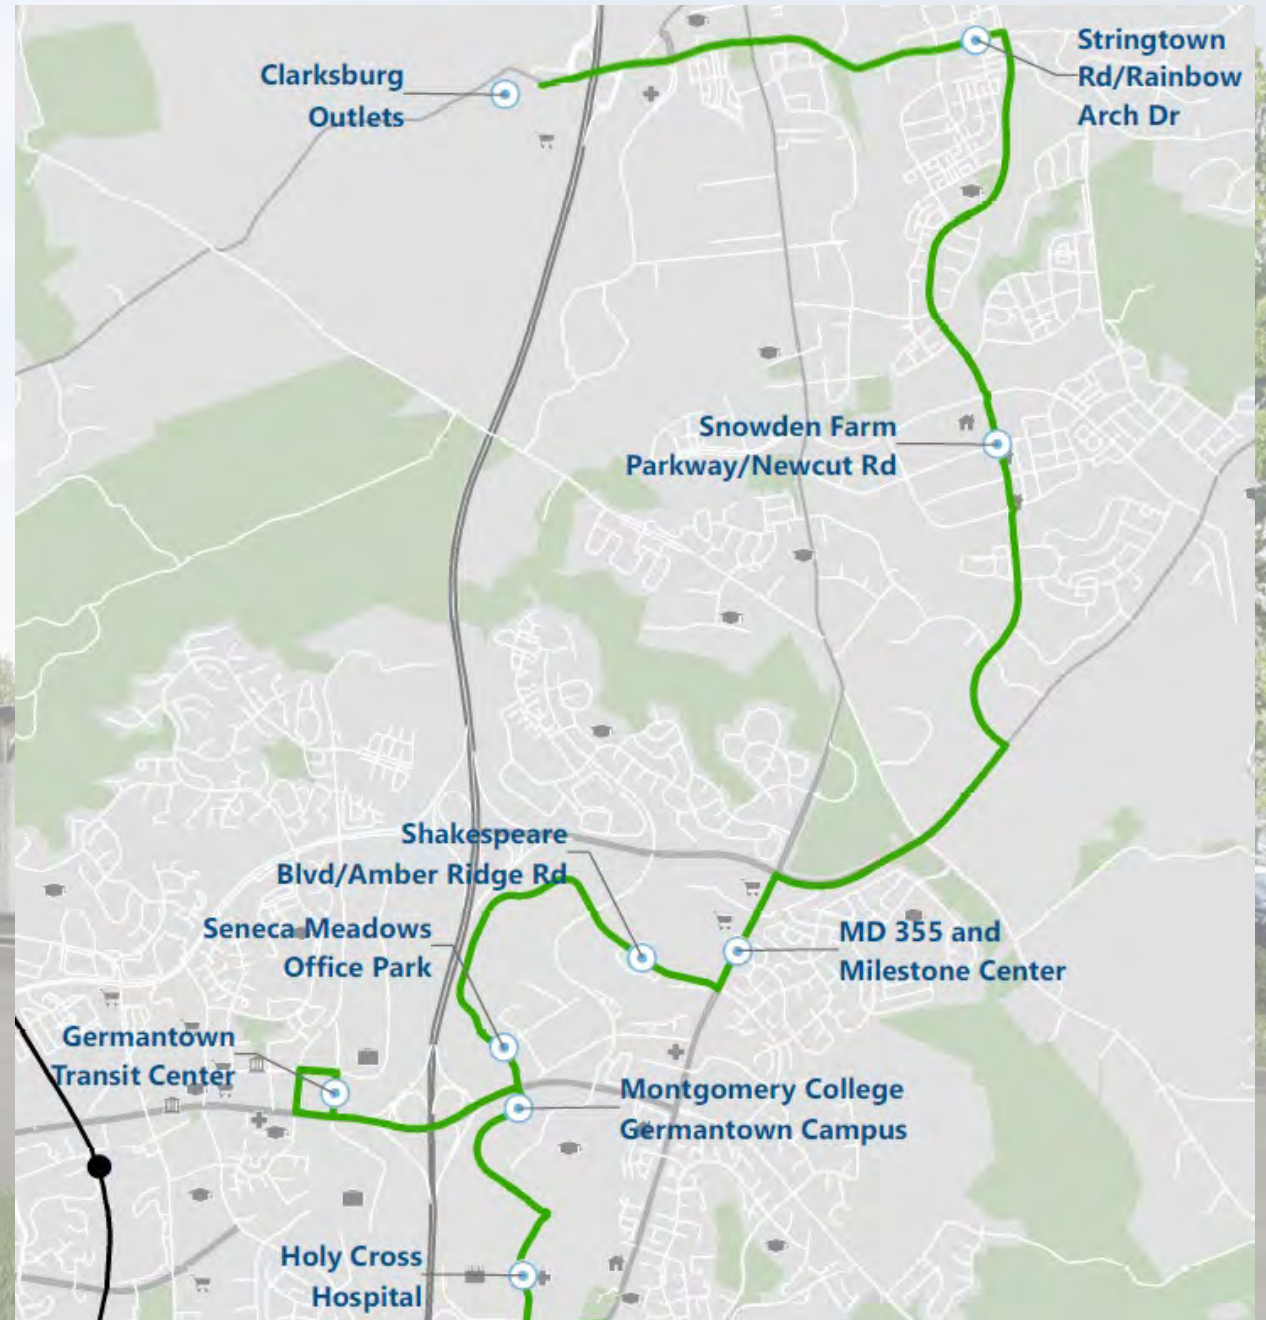 Clarksburg
Outlets
Stringtown
Rd/Rainbow
Arch Dr
Snowden Farm
Parkway/Newcut Rd
Shakespeare
Blvd/Amber Ridge Rd
Seneca Meadows
Office Park
MD 355 and
Milestone Center
Germantown
Transit Center
Montgomery College
Germantown Campus
Holy Cross
Hospital